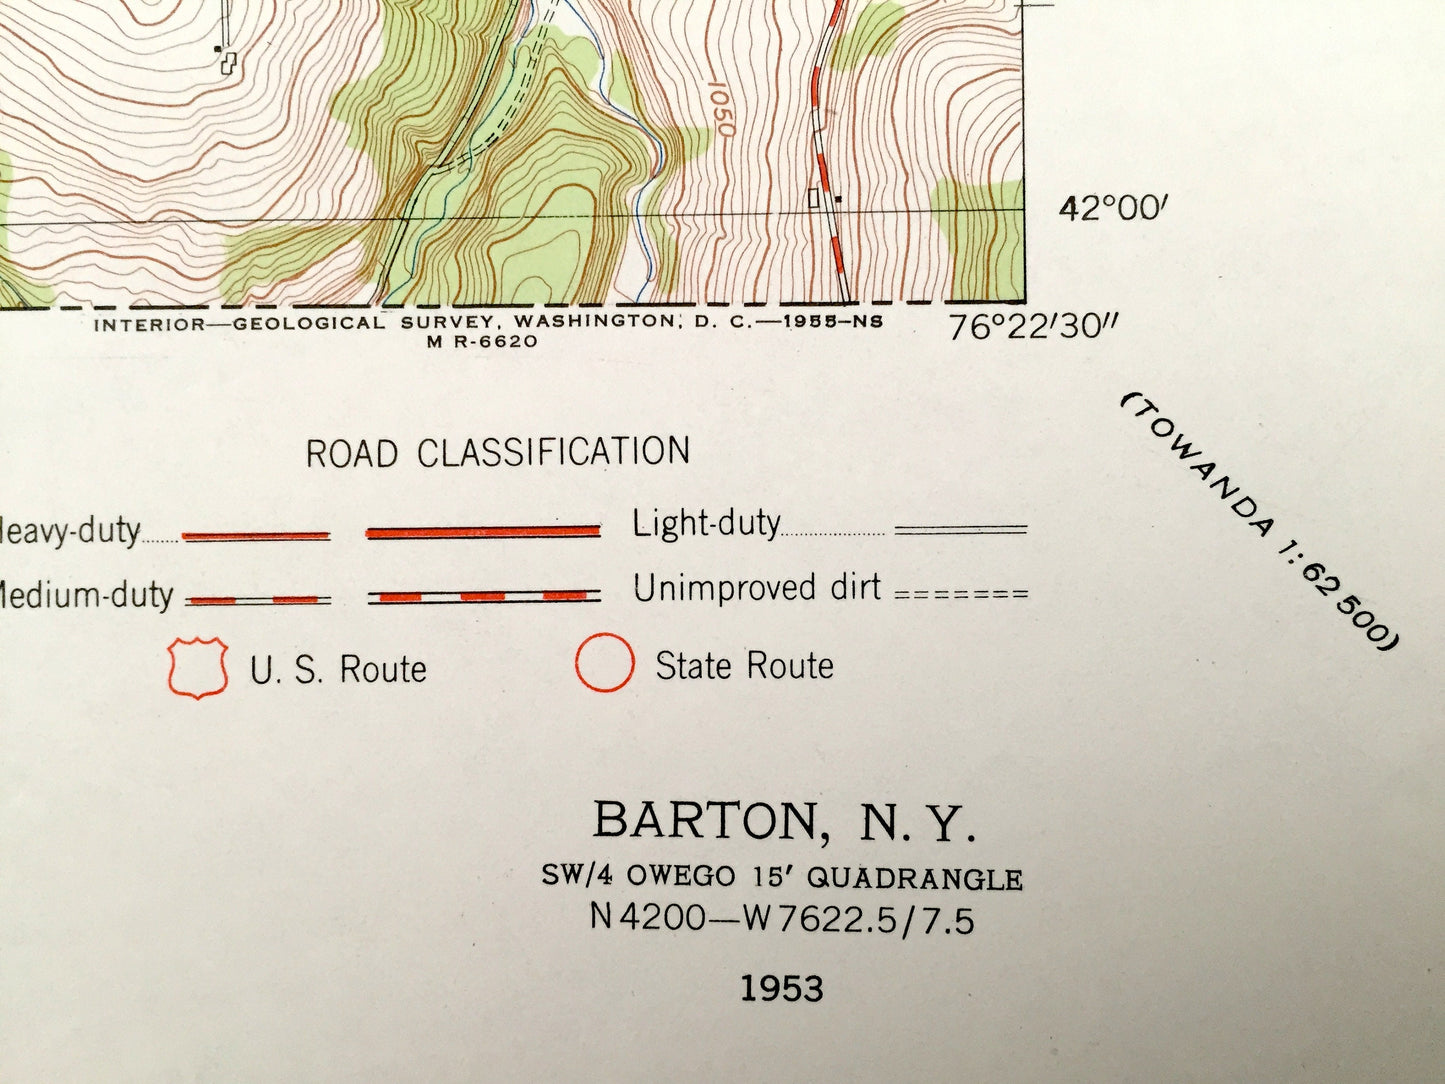 1050
42°00′
INTERIOR—GEOLOGICAL SURVEY, WASHINGTON, D. C.—1955—NS
M R-6620
76°22′30″
(TOWANDA 1:62 500)
ROAD CLASSIFICATION
Heavy-duty
Light-duty
Medium-duty
Unimproved dirt
U. S. Route
State Route
BARTON, N. Y.
SW/4 OWEGO 15′ QUADRANGLE
N4200—W7622.5/7.5
1953